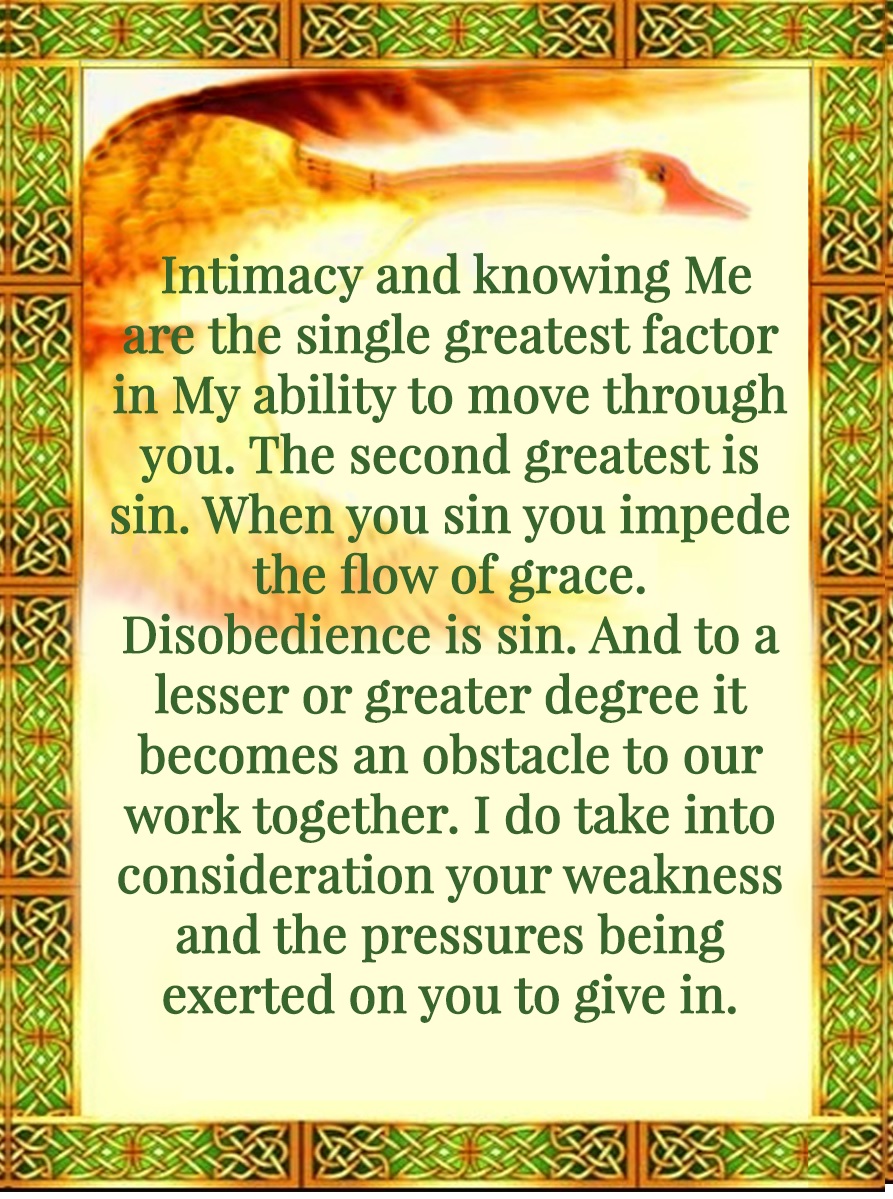 Intimacy and knowing Me
are the single greatest factor
in My ability to move through
you. The second greatest is
sin. When you sin you impede
the flow of grace.
Disobedience is sin. And to a
lesser or greater degree it
becomes an obstacle to our
work together. I do take into
consideration your weakness
and the pressures being
exerted on you to give in.